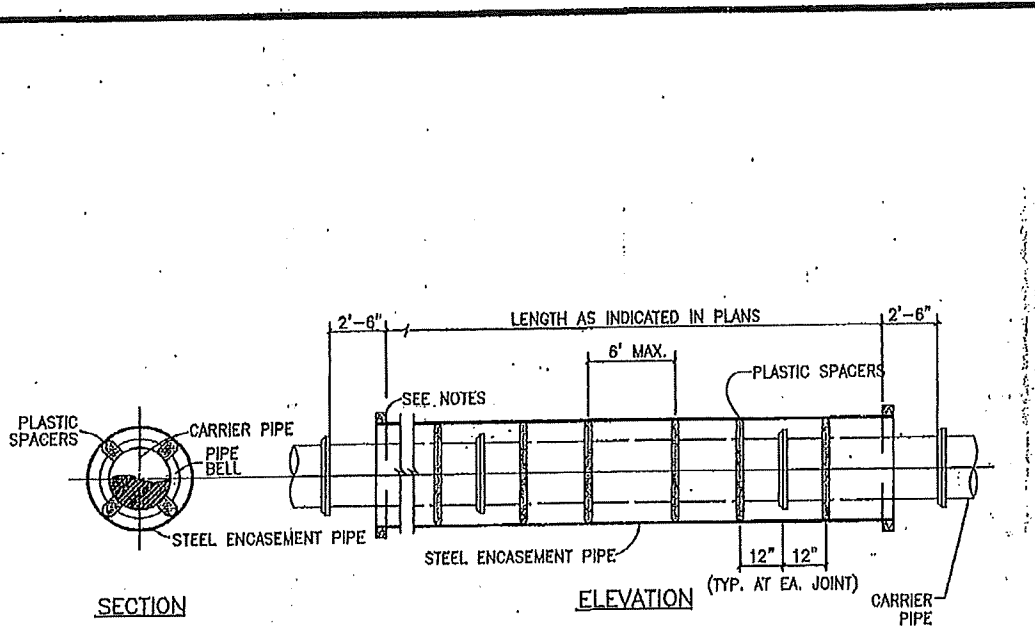 2'-6"
LENGTH AS INDICATED IN PLANS
2'-6"
6' MAX.
PLASTIC SPACERS
SEE NOTES
PLASTIC
SPACERS
CARRIER PIPE
PIPE
BELL
STEEL ENCASEMENT PIPE
STEEL ENCASEMENT PIPE
12"
12"
(TYP. AT EA. JOINT)
CARRIER
PIPE
SECTION
ELEVATION